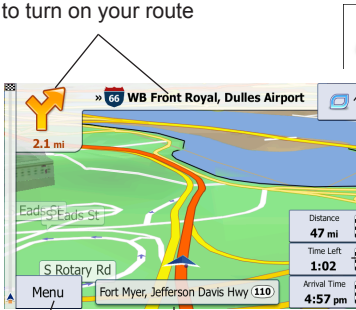 to turn on your route
» 66 WB Front Royal, Dulles Airport
2.1 mi
Eads St
Eads St
S Rotary Rd
Distance
47 mi
Time Left
1:02
Arrival Time
4:57 pm
Menu
Fort Myer, Jefferson Davis Hwy 110